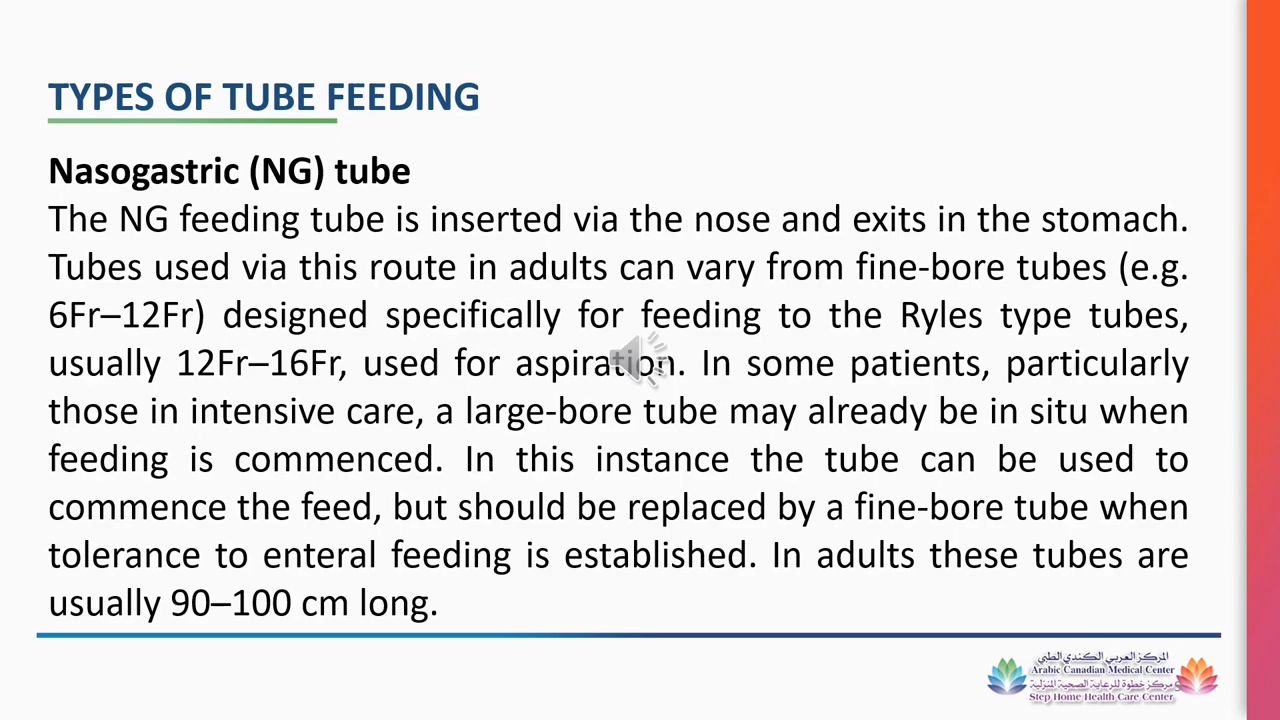 TYPES OF TUBE FEEDING
Nasogastric (NG) tube
The NG feeding tube is inserted via the nose and exits in the stomach.
Tubes used via this route in adults can vary from fine-bore tubes (e.g.
6Fr–12Fr) designed specifically for feeding to the Ryles type tubes,
usually 12Fr–16Fr, used for aspiration. In some patients, particularly
those in intensive care, a large-bore tube may already be in situ when
feeding is commenced. In this instance the tube can be used to
commence the feed, but should be replaced by a fine-bore tube when
tolerance to enteral feeding is established. In adults these tubes are
usually 90–100 cm long.
المركز العربي الكندي الطبي
Arabic Canadian Medical Center
مركز خطوة للرعاية الصحية المنزلية
Step Home Health Care Center